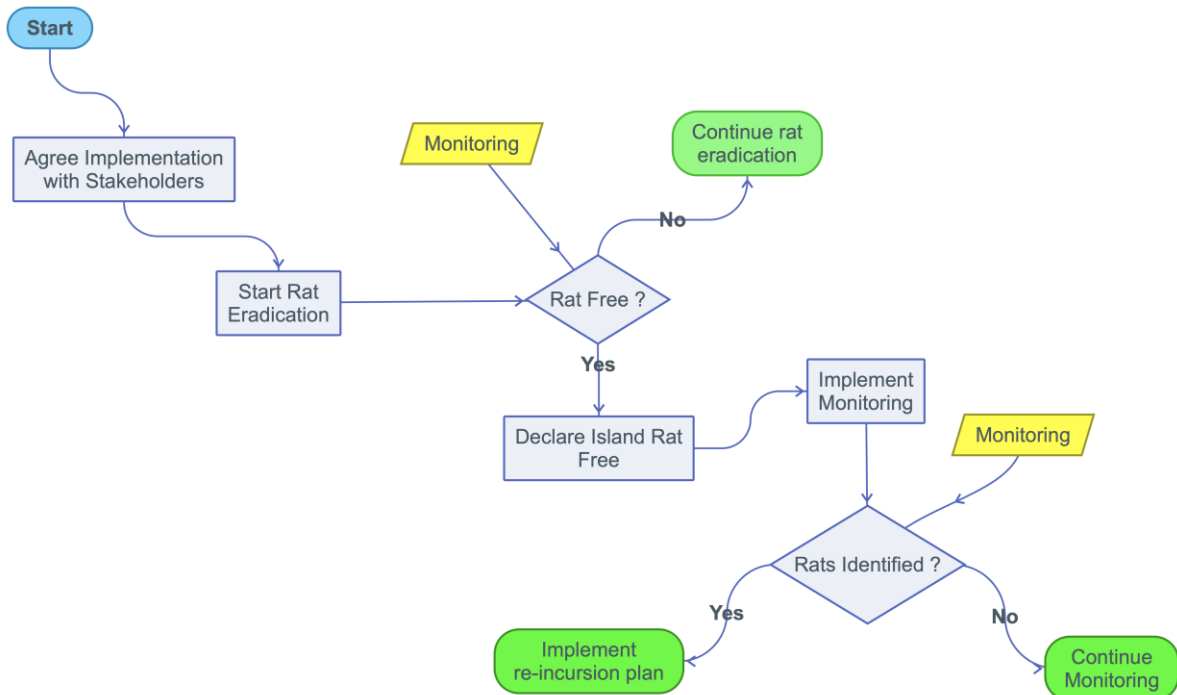 Start
Agree Implementation
with Stakeholders
Monitoring
Continue rat
eradication
No
Start Rat
Eradication
Rat Free ?
Yes
Implement
Monitoring
Declare Island Rat
Free
Monitoring
Rats Identified ?
Yes
No
Implement
re-incursion plan
Continue
Monitoring